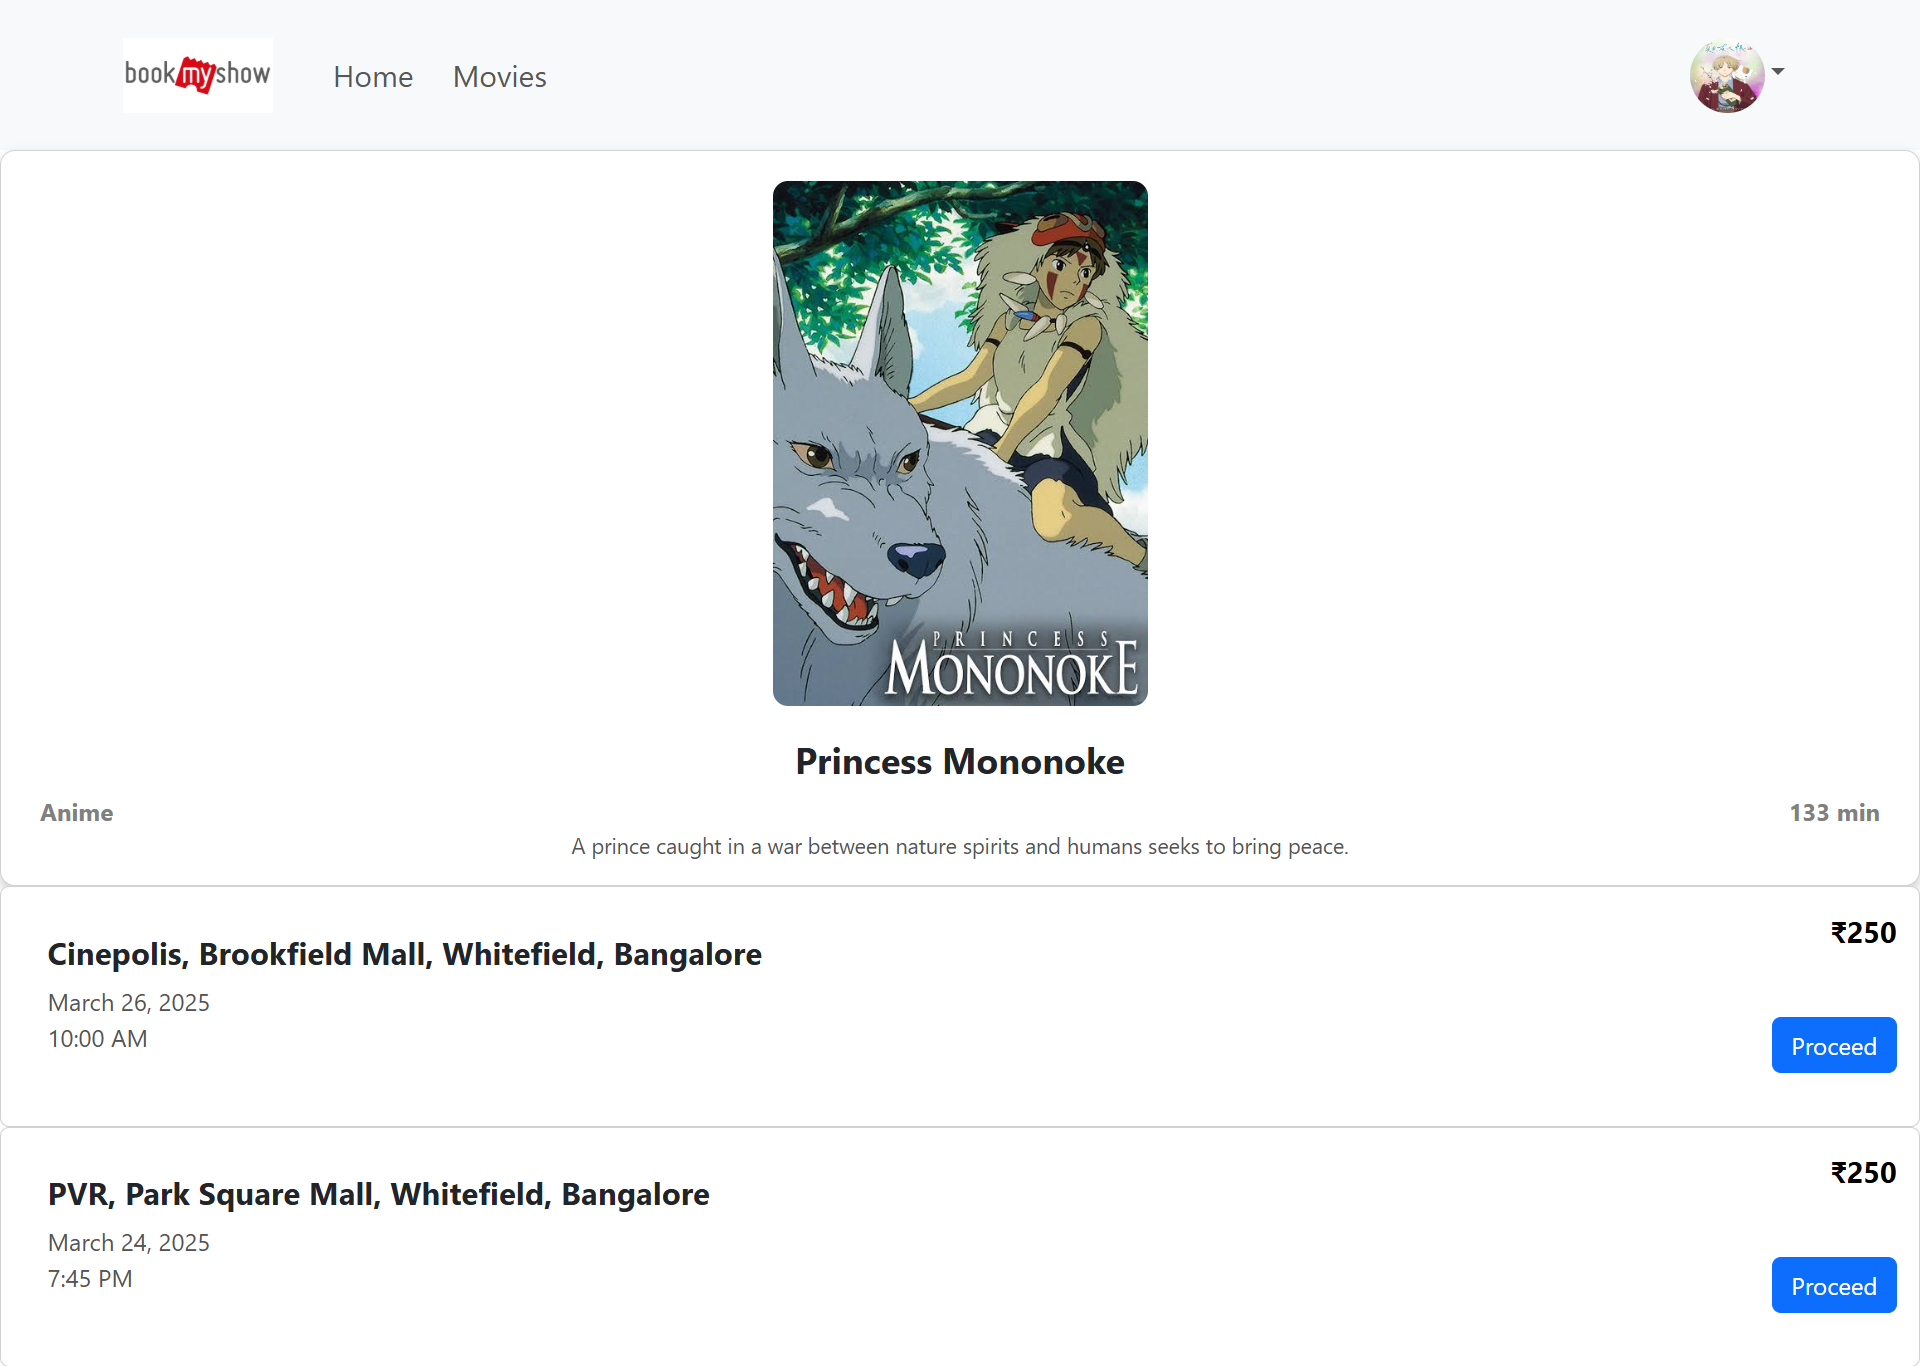 bookmyshow
Home
Movies
PRINCESS
MONONOKE
Princess Mononoke
Anime
133 min
A prince caught in a war between nature spirits and humans seeks to bring peace.
₹250
Cinepolis, Brookfield Mall, Whitefield, Bangalore
March 26, 2025
10:00 AM
Proceed
₹250
PVR, Park Square Mall, Whitefield, Bangalore
March 24, 2025
7:45 PM
Proceed